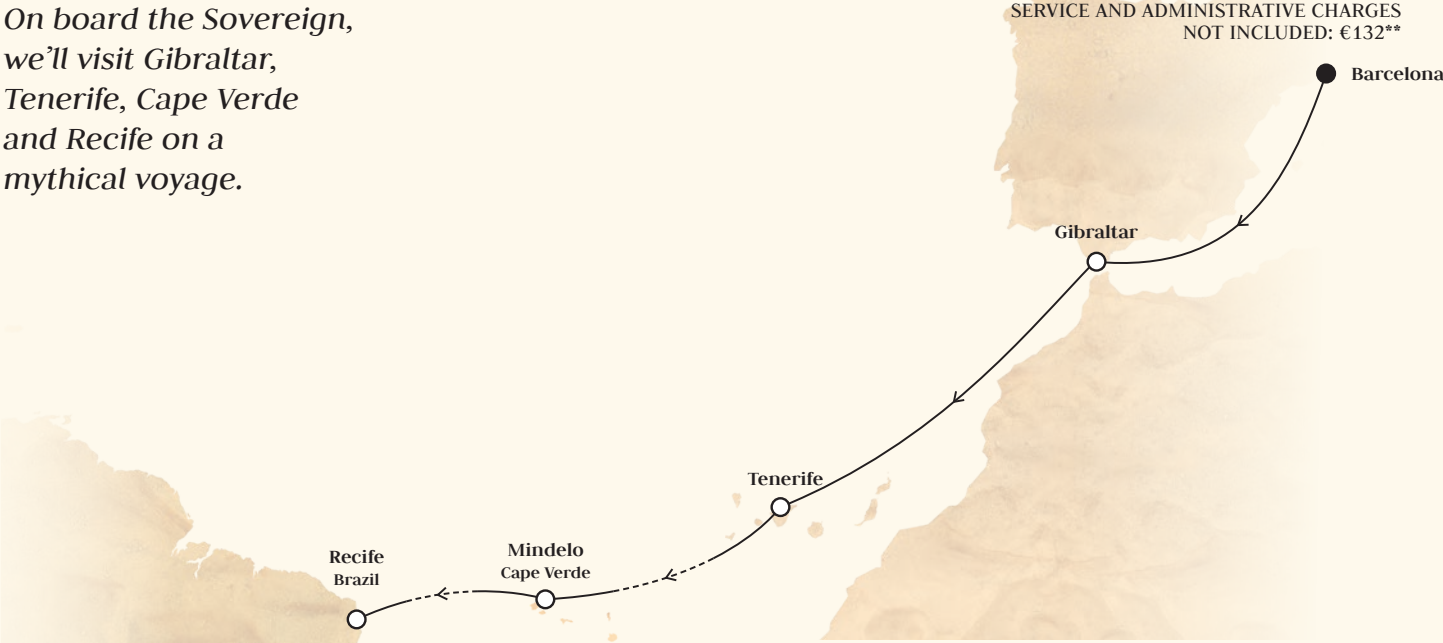 On board the Sovereign,
we’ll visit Gibraltar,
Tenerife, Cape Verde
and Recife on a
mythical voyage.
SERVICE AND ADMINISTRATIVE CHARGES
NOT INCLUDED: €132**
Barcelona
Gibraltar
Tenerife
Mindelo
Cape Verde
Recife
Brazil